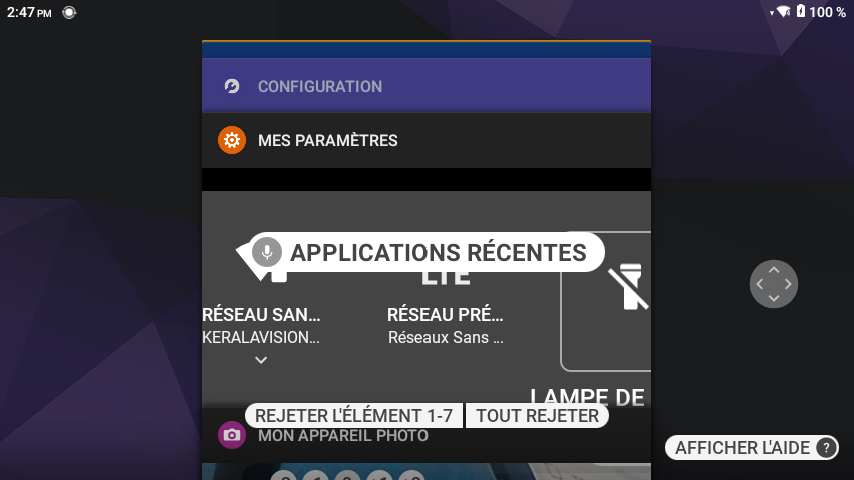 2:47 PM
100 %
CONFIGURATION
MES PARAMÈTRES
APPLICATIONS RÉCENTES
LTE
RÉSEAU SAN...
RÉSEAU PRÉ...
KERALAVISION...
Réseaux Sans ...
LAMPE DE
REJETER L'ÉLÉMENT 1-7
TOUT REJETER
MON APPAREIL PHOTO
AFFICHER L'AIDE ?